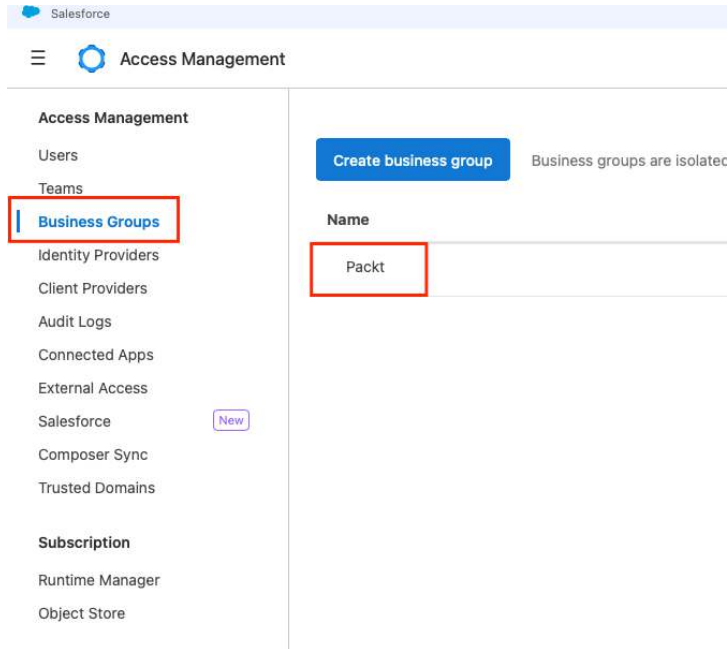 Salesforce
Access Management
Access Management
Users
Teams
Business Groups
Identity Providers
Client Providers
Audit Logs
Connected Apps
External Access
Salesforce New
Composer Sync
Trusted Domains
Subscription
Runtime Manager
Object Store
Create business group Business groups are isolated
Name
Packt